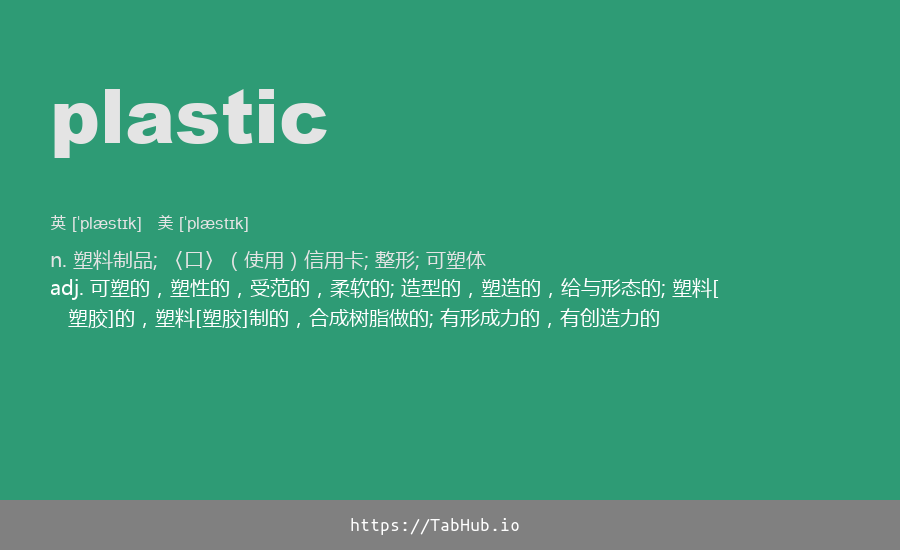 plastic
英 [ˈplæstɪk] 美 [ˈplæstɪk]
n. 塑料制品; 〈口〉（使用）信用卡; 整形; 可塑体
adj. 可塑的，塑性的，受范的，柔软的; 造型的，塑造的，给与形态的; 塑料[
塑胶]的，塑料[塑胶]制的，合成树脂做的; 有形成力的，有创造力的
https://TabHub.io